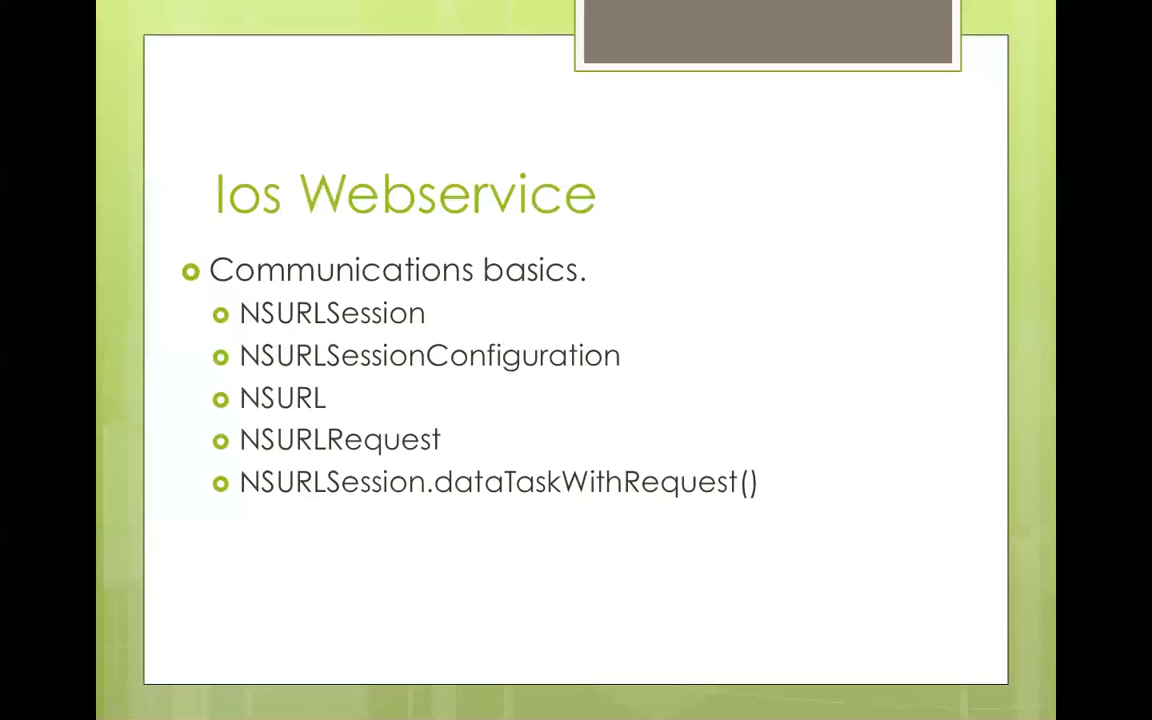 Ios Webservice
Communications basics.
NSURLSession
NSURLSessionConfiguration
NSURL
NSURLRequest
NSURLSession.dataTaskWithRequest()